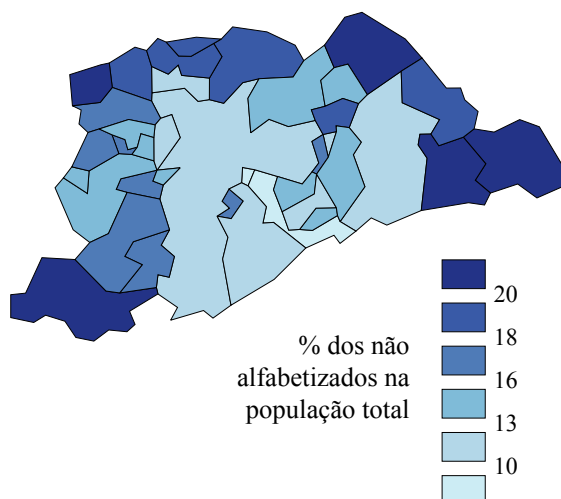 20
18
% dos não
16
alfabetizados na
população total
13
10